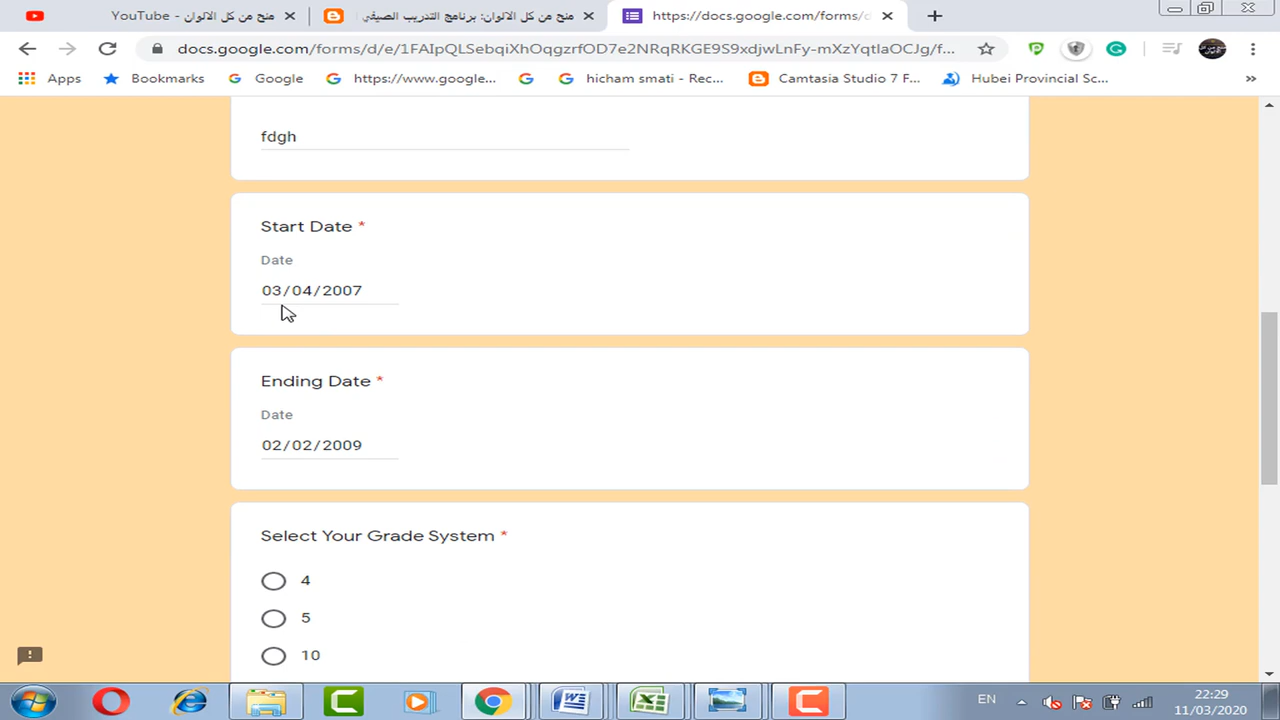 YouTube - منح من كل الالوان
منح من كل الالوان: برنامج التدريب الصيفي
https://docs.google.com/forms/d
docs.google.com/forms/d/e/
Apps
Bookmarks
Google
https://www.google...
hicham smati - Rec...
Camtasia Studio 7 F...
Hubei Provincial Sc...
»
fdgh
Start Date *
Date
03/04/2007
Ending Date *
Date
02/02/2009
Select Your Grade System *
4
5
10
EN
22:29
11/03/2020